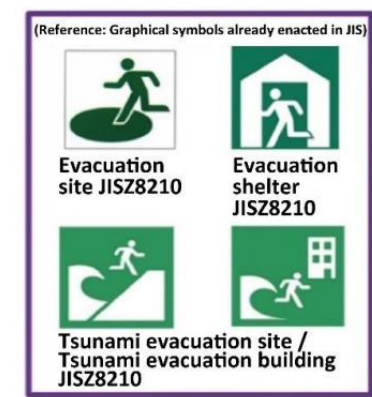 (Reference: Graphical symbols already enacted in JIS)
Evacuation
site JISZ8210
Evacuation
shelter
JISZ8210
Tsunami evacuation site /
Tsunami evacuation building
JISZ8210